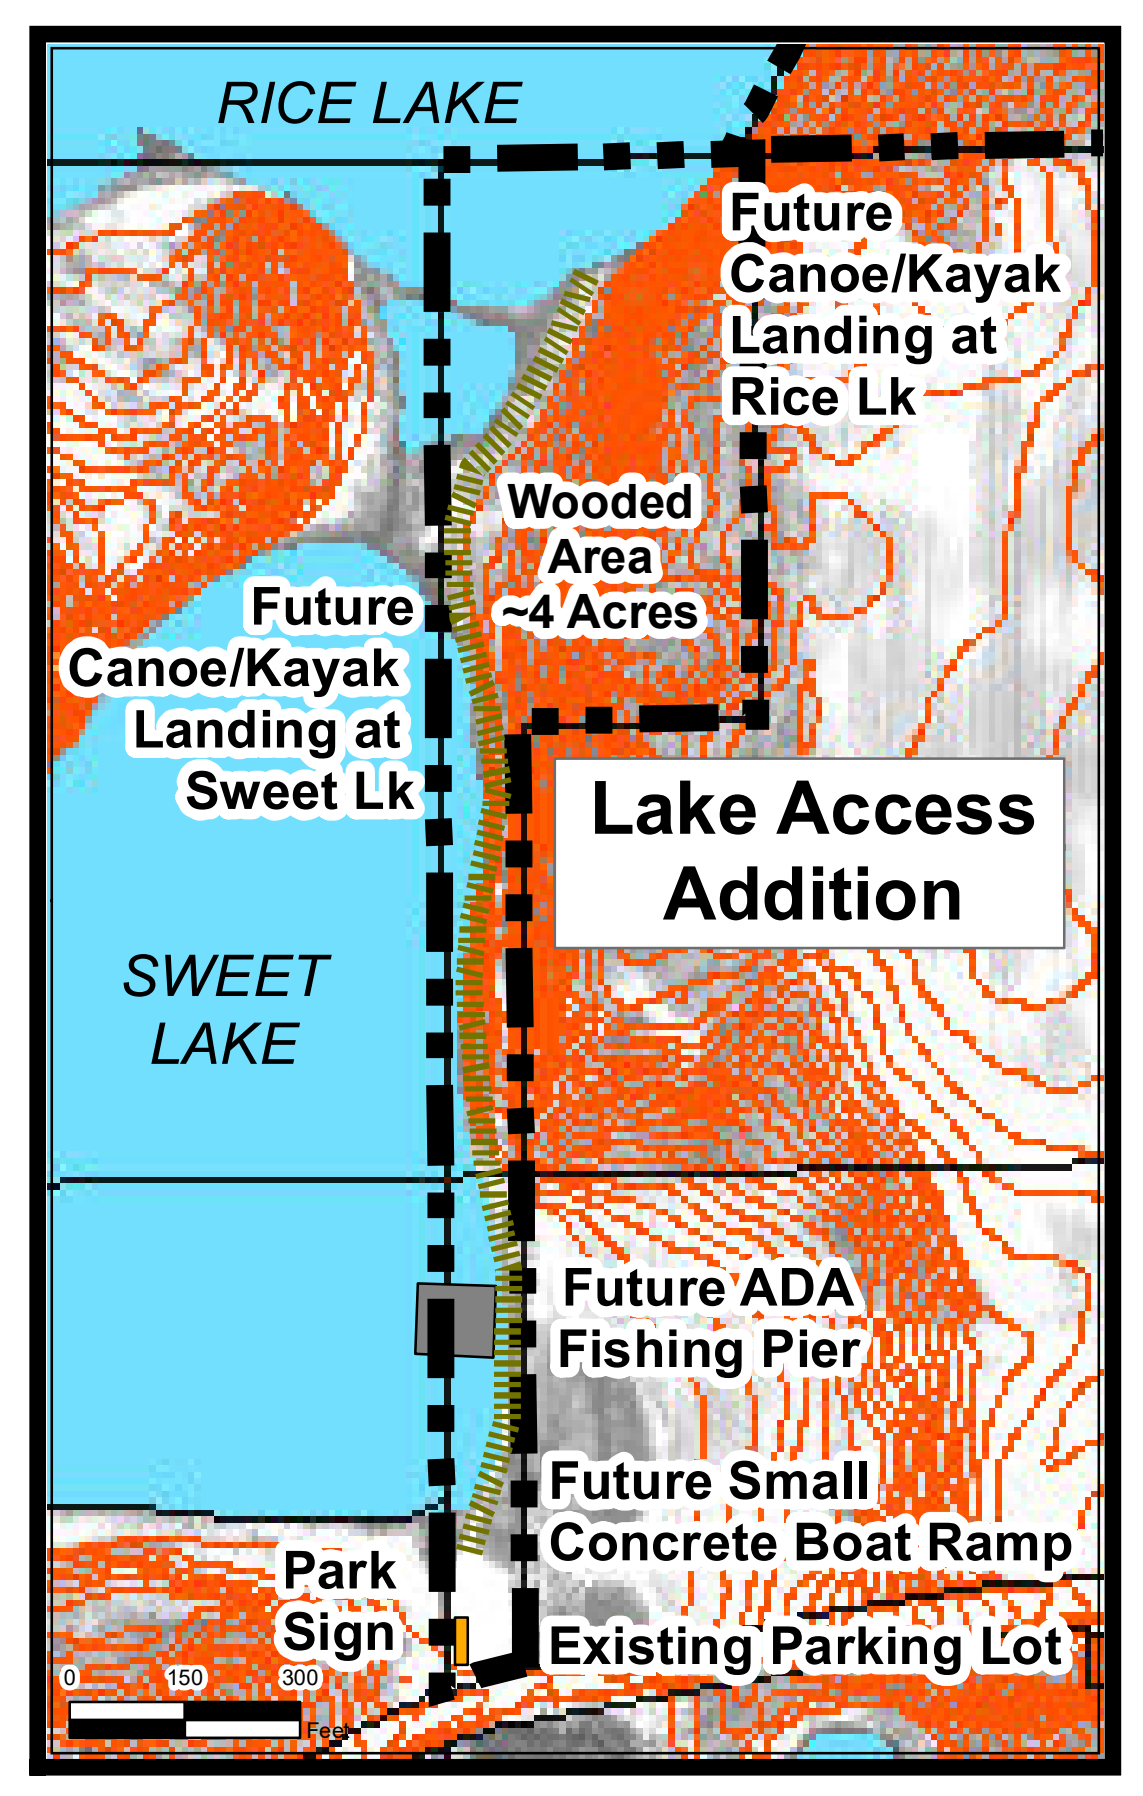 RICE LAKE
Future
Canoe/Kayak
Landing at
Rice Lk
Wooded
Area
~4 Acres
Future
Canoe/Kayak
Landing at
Sweet Lk
Lake Access
Addition
SWEET
LAKE
Future ADA
Fishing Pier
Future Small
Concrete Boat Ramp
Park
Sign
Existing Parking Lot
0 150 300
Feet